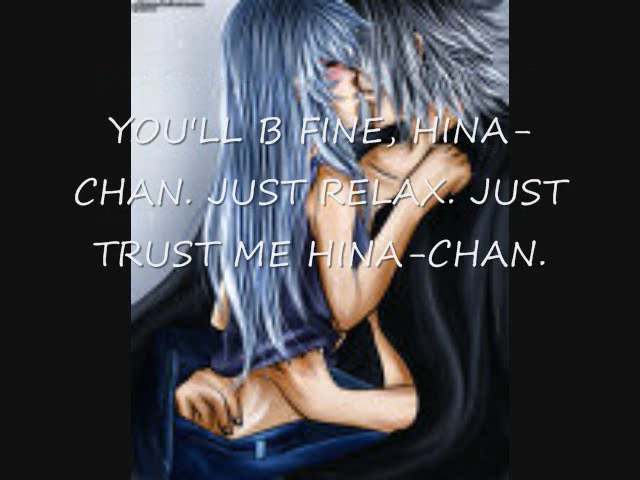 YOU'LL B FINE, HINA-
CHAN. JUST RELAX. JUST
TRUST ME HINA-CHAN.